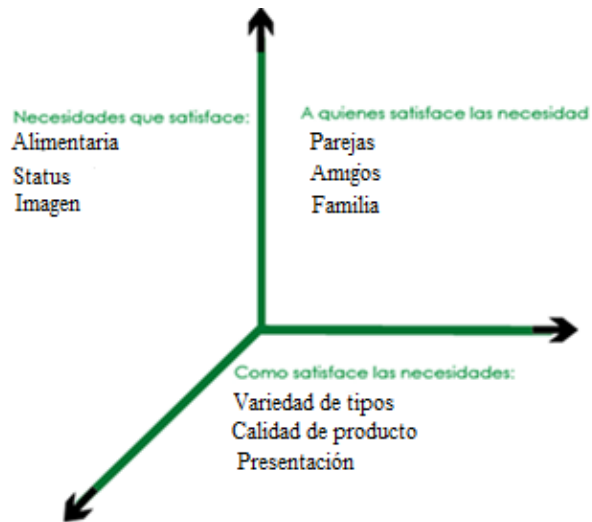 Necesidades que satisface:
Alimentaria
Status
Imagen
A quienes satisface las necesidad
Parejas
Amigos
Familia
Como satisface las necesidades:
Variedad de tipos
Calidad de producto
Presentación